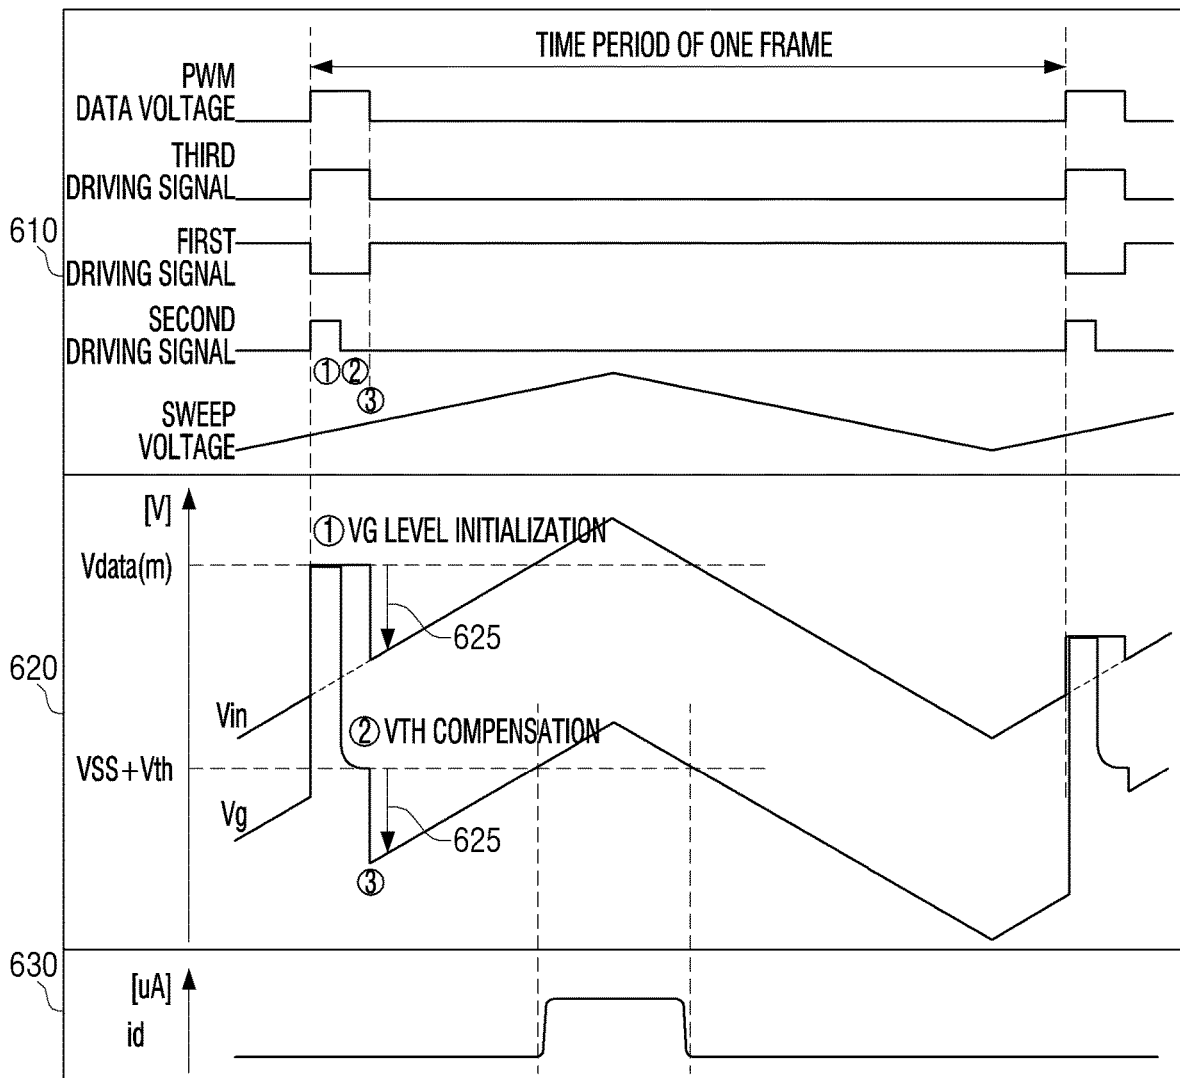 TIME PERIOD OF ONE FRAME
PWM
DATA VOLTAGE
THIRD
DRIVING SIGNAL
610
FIRST
DRIVING SIGNAL
SECOND
DRIVING SIGNAL
① ②
③
SWEEP
VOLTAGE
[V]
① VG LEVEL INITIALIZATION
Vdata(m)
625
620
Vin
② VTH COMPENSATION
VSS+Vth
Vg
625
③
630
[uA]
id